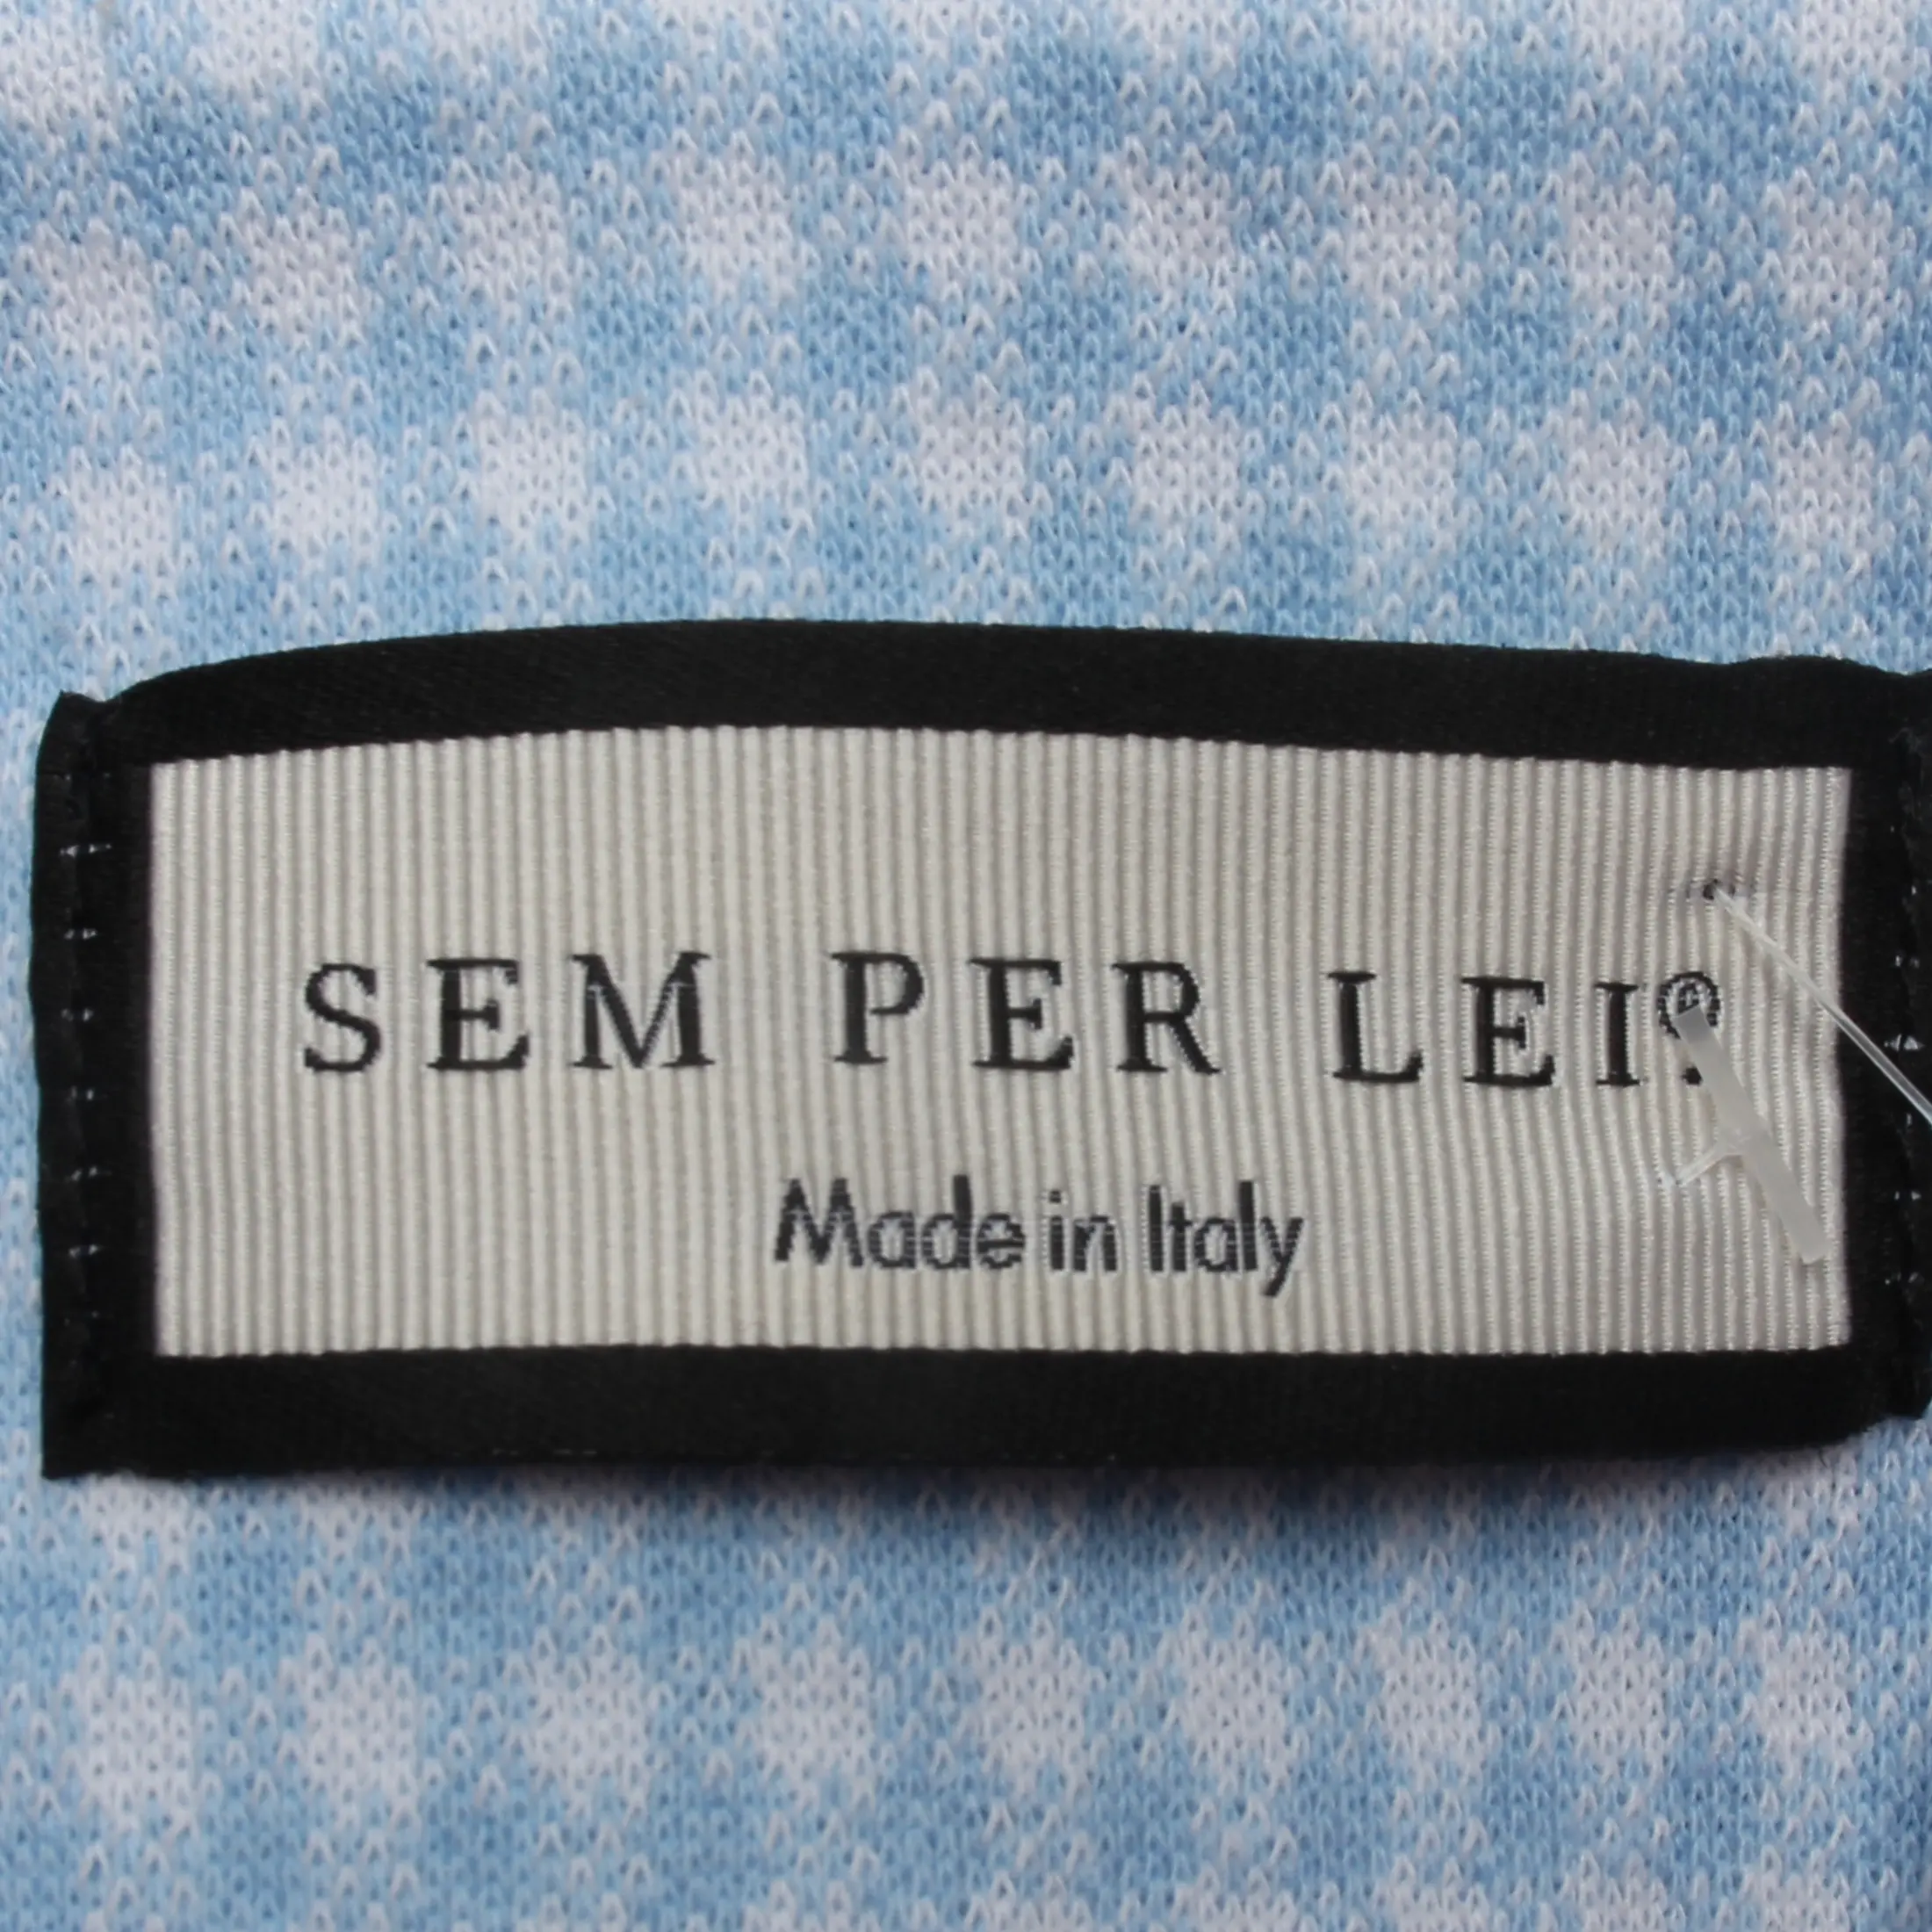 SEM PER LEI.®
Made in Italy